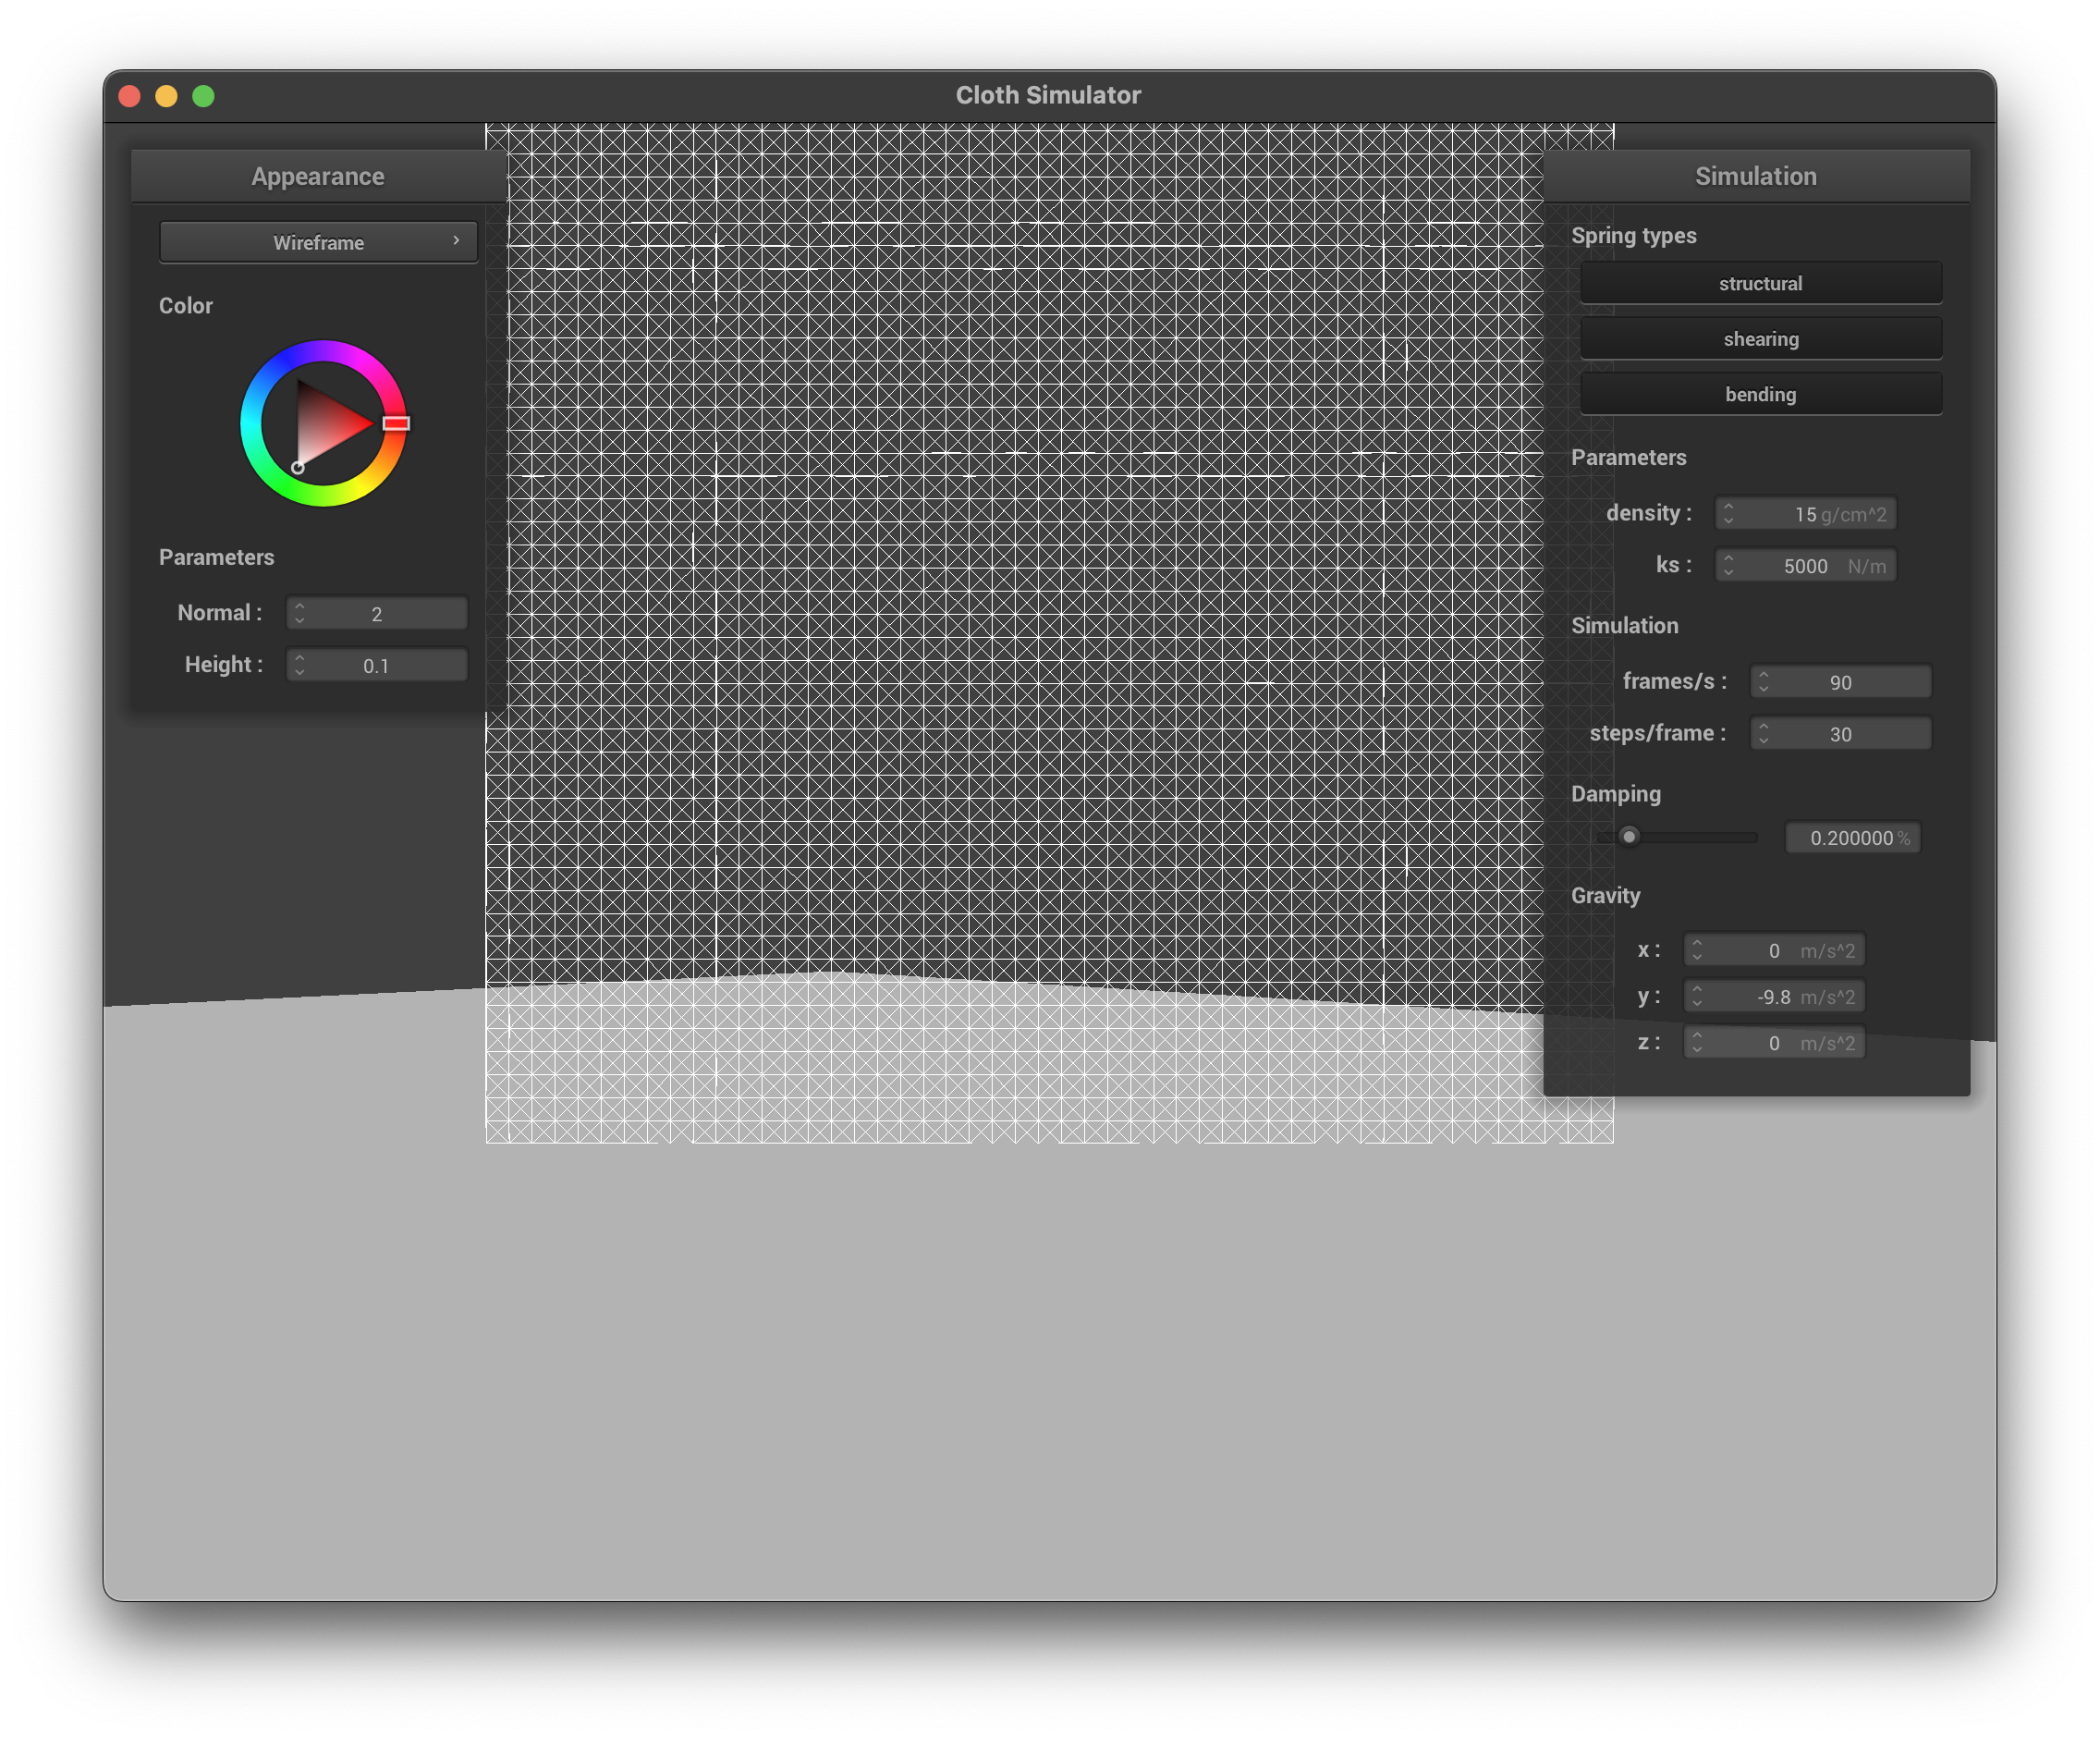 Cloth Simulator
Appearance
Wireframe
Color
Parameters
Normal : 2
Height : 0.1
Simulation
Spring types
structural
shearing
bending
Parameters
density : 15 g/cm^2
ks : 5000 N/m
Simulation
frames/s : 90
steps/frame : 30
Damping
0.200000 %
Gravity
x : 0 m/s^2
y : -9.8 m/s^2
z : 0 m/s^2